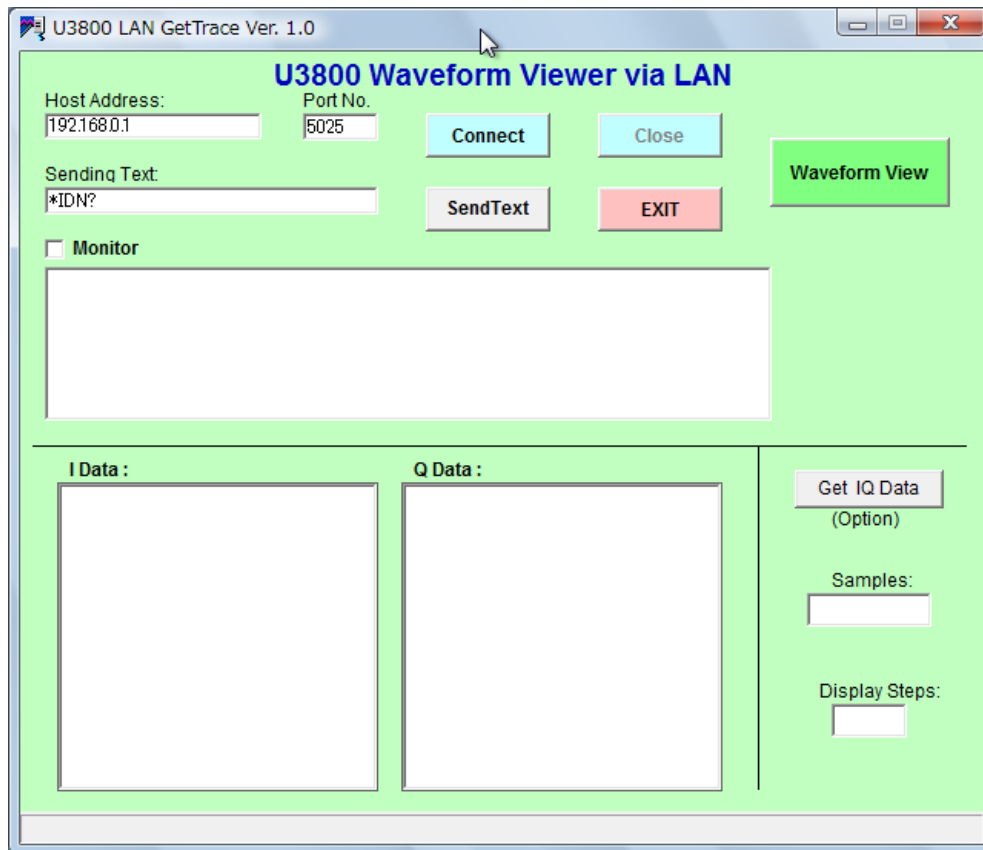 U3800 LAN GetTrace Ver. 1.0
U3800 Waveform Viewer via LAN
Host Address: Port No.
192.168.0.1 5025
Connect Close
Waveform View
Sending Text:
*IDN?
SendText EXIT
Monitor
I Data : Q Data :
Get IQ Data
(Option)
Samples:
Display Steps: